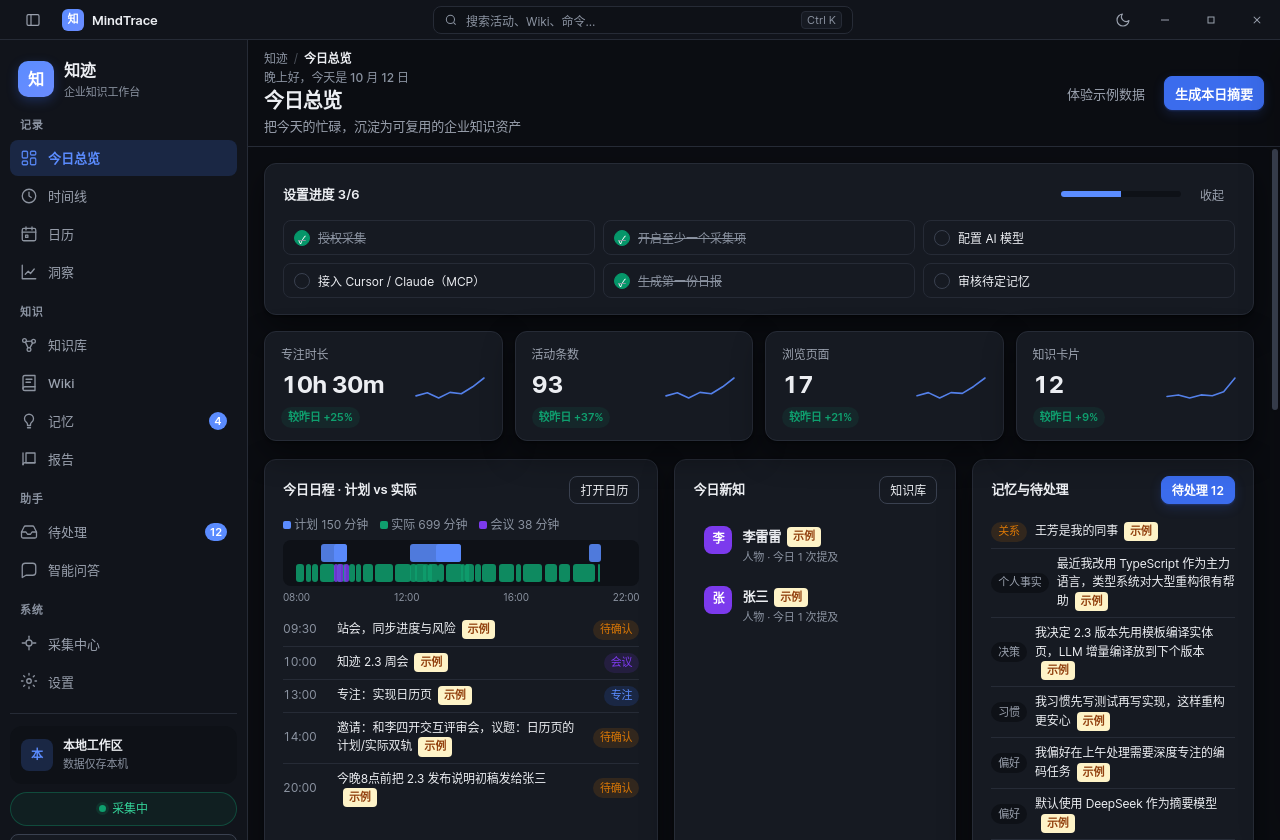 知 MindTrace
搜索活动、Wiki、命令... Ctrl K
知 知迹
企业知识工作台
记录
今日总览
时间线
日历
洞察
知识
知识库
Wiki
记忆 4
报告
助手
待处理 12
智能问答
系统
采集中心
设置
本 本地工作区
数据仅存本机
采集中
知迹 / 今日总览
晚上好，今天是 10 月 12 日
今日总览
把今天的忙碌，沉淀为可复用的企业知识资产
体验示例数据 生成本日摘要
设置进度 3/6 收起
授权采集 开启至少一个采集项 配置 AI 模型
接入 Cursor / Claude（MCP） 生成第一份日报 审核待定记忆
专注时长
10h 30m
较昨日 +25%
活动条数
93
较昨日 +37%
浏览页面
17
较昨日 +21%
知识卡片
12
较昨日 +9%
今日日程 · 计划 vs 实际 打开日历
计划 150 分钟 实际 699 分钟 会议 38 分钟
08:00 12:00 16:00 22:00
09:30 站会，同步进度与风险 示例 待确认
10:00 知迹 2.3 周会 示例 会议
13:00 专注：实现日历页 示例 专注
14:00 邀请：和李四开交互评审会，议题：日历页的
计划/实际双轨 示例 待确认
20:00 今晚8点前把 2.3 发布说明初稿发给张三
示例 待确认
今日新知 知识库
李 李雷雷 示例
人物 · 今日 1 次提及
张 张三 示例
人物 · 今日 1 次提及
记忆与待处理 待处理 12
关系 王芳是我的同事 示例
个人事实 最近我改用 TypeScript 作为主力
语言，类型系统对大型重构很有帮
助 示例
决策 我决定 2.3 版本先用模板编译实体
页，LLM 增量编译放到下个版本
示例
习惯 我习惯先写测试再写实现，这样重构
更安心 示例
偏好 我偏好在上午处理需要深度专注的编
码任务 示例
偏好 默认使用 DeepSeek 作为摘要模型
示例